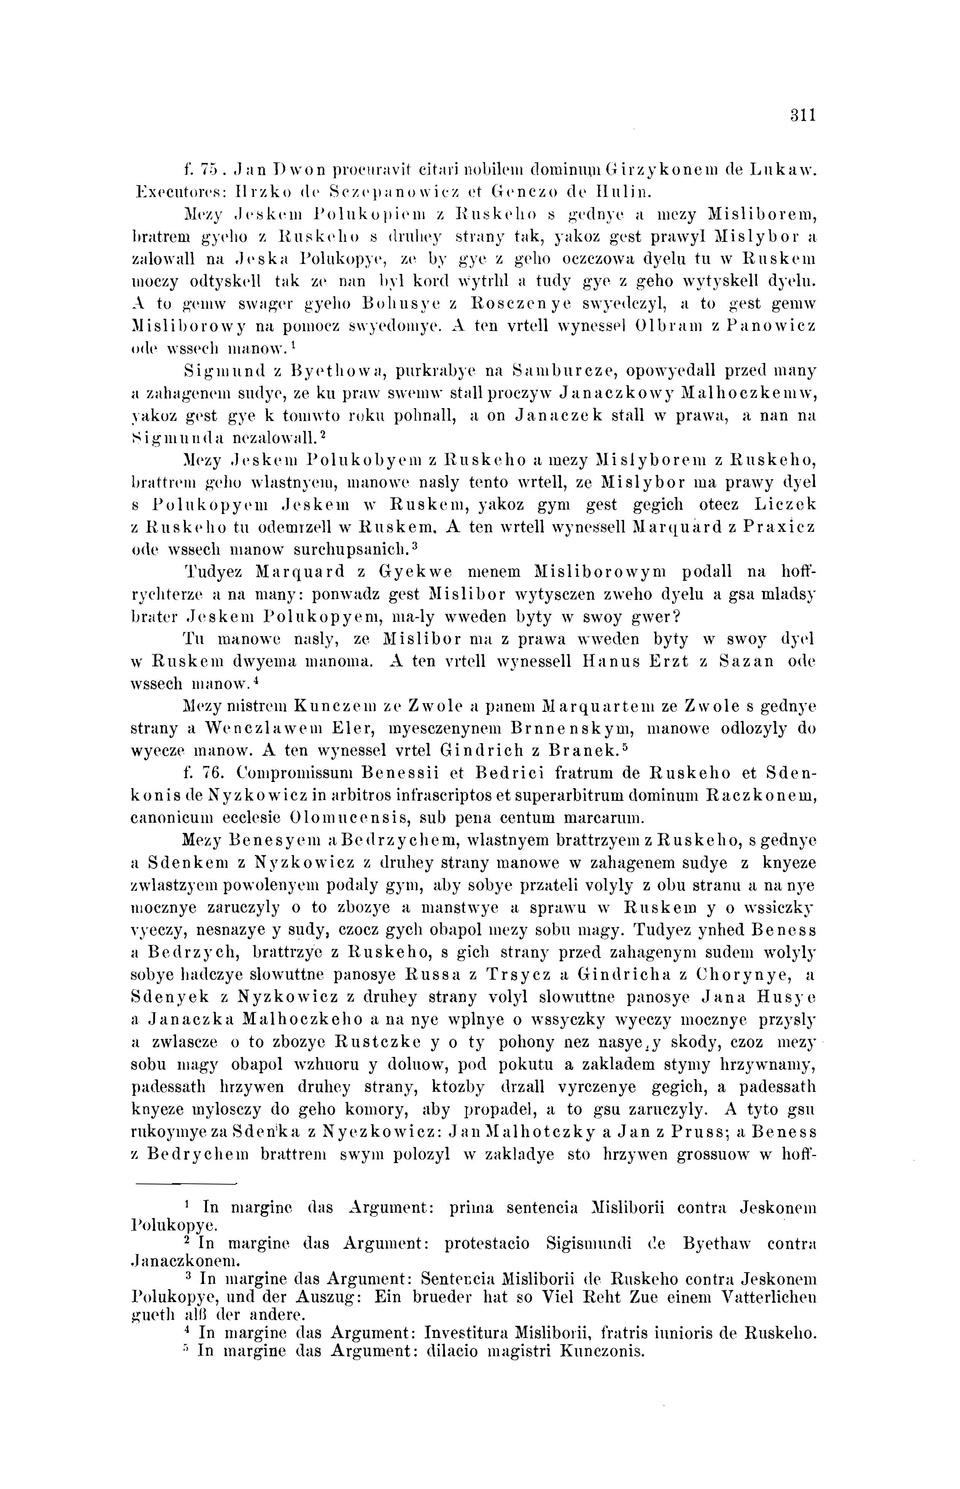 311
f. 75. Jan Dwon procuravit citari nobilem dominum Girzykonem de Lukaw.
Executores: Hrzko de Sczepanowicz et Genczo de Hulin.
Mezy Jeskem Polukopiem z Ruskeho s gednye a mezy Misliborem,
bratrem gyeho z Ruskeho s druhey strany tak, yakoz gest prawyl Mislybor a
zalowall na Jeska Polukopye, ze by gye z geho oczczowa dyelu tu w Ruskem
moczy odtyskell tak ze nan byl kord wytrhl a tudy gye z geho wytyskell dyelu.
A to gemw swager gyeho Bohusye z Rosczenye swyedczyl, a to gest gemw
Misliborowy na pomocz swyedomye. A ten vrtell wynessel Olbram z Panowicz
ode wssech manow.¹
Sigmund z Byethowa, purkrabye na Samburcze, opowyedall przed many
a zahagenem sudye, ze ku praw swemw stall proczyw Janaczkowy Malhoczkemw,
yakoz gest gye k tomwto roku pohnall, a on Janaczek stall w prawa, a nan na
Sigmunda nezalowall.²
Mezy Jeskem Polukobyem z Ruskeho a mezy Mislyborem z Ruskeho,
brattrem geho wlastnyem, manowe nasly tento wrtell, ze Mislybor ma prawy dyel
s Polukopyem Jeskem w Ruskem, yakoz gym gest gegich otecz Liczek
z Ruskeho tu odemrzell w Ruskem. A ten wrtell wynessell Marquard z Praxicz
ode wssech manow surchupsanich.³
Tudyez Marquard z Gyekwe menem Misliborowym podall na hoff-
rychterze a na many: ponwadz gest Mislibor wytysczen zweho dyelu a gsa mladsy
brater Jeskem Polukopyem, ma-ly wweden byty w swoy gwer?
Tu manowe nasly, ze Mislibor ma z prawa wweden byty w swoy dyel
w Ruskem dwyema manoma. A ten vrtell wynessell Hanus Erzt z Sazan ode
wssech manow.⁴
Mezy mistrem Kunczem ze Zwole a panem Marquartem ze Zwole s gednye
strany a Wenczlawem Eler, myesczenynem Brnnenskym, manowe odlozyly do
wyecze manow. A ten wynessel vrtel Gindrich z Branek.⁵
f. 76. Compromissum Benessii et Bedrici fratrum de Ruskeho et Sden-
konis de Nyzkowicz in arbitros infrascriptos et superarbitrum dominum Raczkonem,
canonicum ecclesie Olomucensis, sub pena centum marcarum.
Mezy Benesyem a Bedrzychem, wlastnyem brattrzyem z Ruskeho, s gednye
a Sdenkem z Nyzkowicz z druhey strany manowe w zahagenem sudye z knyeze
zwlastzyem powolenyem podaly gym, aby sobye przateli volyly z obu stranu a na nye
mocznye zaruczyly o to zbozye a manstwye a sprawu w Ruskem y o wssiczky
vyeczy, nesnazye y sudy, czocz gych obapol mezy sobu magy. Tudyez ynhed Beness
a Bedrzych, brattrzye z Ruskeho, s gich strany przed zahagenym sudem wolyly
sobye hadczye slowuttne panosye Russa z Trsycz a Gindricha z Chorynye, a
Sdenyek z Nyzkowicz z druhey strany volyl slowuttne panosye Jana Husye
a Janaczka Malhoczkeho a na nye wplnye o wssyczky wyeczy mocznye przysly
a zwlascze o to zbozye Rustczke y o ty pohony nez nasye, y skody, czoz mezy
sobu magy obapol wzhuoru y doluow, pod pokutu a zakladem stymy hrzywnamy,
padessath hrzywen druhey strany, ktozby drzall vyrczenye gegich, a padessath
knyeze mylosczy do geho komory, aby propadel, a to gsu zaruczyly. A tyto gsu
rukoymye za Sdenka z Nyezkowicz: Jan Malhotczky a Jan z Pruss; a Beness
z Bedrychem brattrem swym polozyl w zakladye sto hrzywen grossuow w hoff-
¹ In margine das Argument: prima sentencia Misliborii contra Jeskonem
Polukopye.
² In margine das Argument: protestacio Sigismundi de Byethaw contra
Janaczkonem.
³ In margine das Argument: Sentencia Misliborii de Ruskeho contra Jeskonem
Polukopye, und der Auszug: Ein brueder hat so Viel Reht Zue einem Vatterlichen
gueth alß der andere.
⁴ In margine das Argument: Investitura Misliborii, fratris iunioris de Ruskeho.
⁵ In margine das Argument: dilacio magistri Kunczonis.